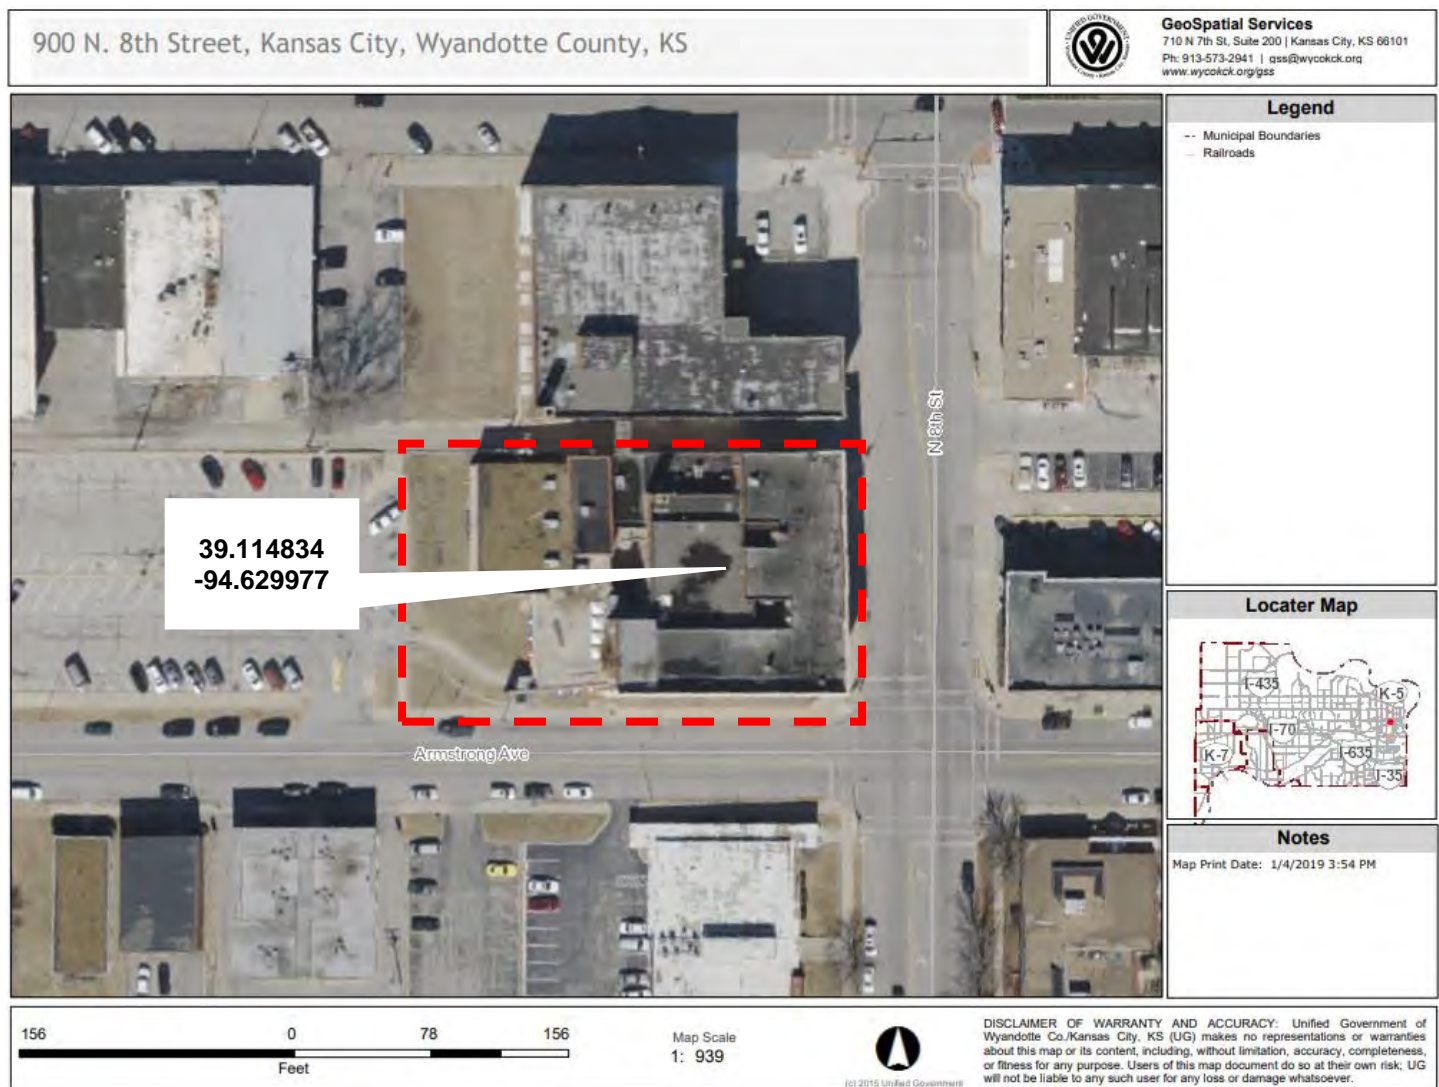 900 N. 8th Street, Kansas City, Wyandotte County, KS
GeoSpatial Services
710 N 7th St, Suite 200 | Kansas City, KS 66101
Ph: 913-573-2941 | gss@wycokck.org
www.wycokck.org/gss
Legend
-- Municipal Boundaries
Railroads
N 8th St
39.114834
-94.629977
Armstrong Ave
Locater Map
I-435
K-5
I-70
K-7
I-635
I-35
Notes
Map Print Date: 1/4/2019 3:54 PM
156 0 78 156
Feet
Map Scale
1: 939
(c) 2015 Unified Government
DISCLAIMER OF WARRANTY AND ACCURACY: Unified Government of
Wyandotte Co./Kansas City, KS (UG) makes no representations or warranties
about this map or its content, including, without limitation, accuracy, completeness,
or fitness for any purpose. Users of this map document do so at their own risk; UG
will not be liable to any such user for any loss or damage whatsoever.